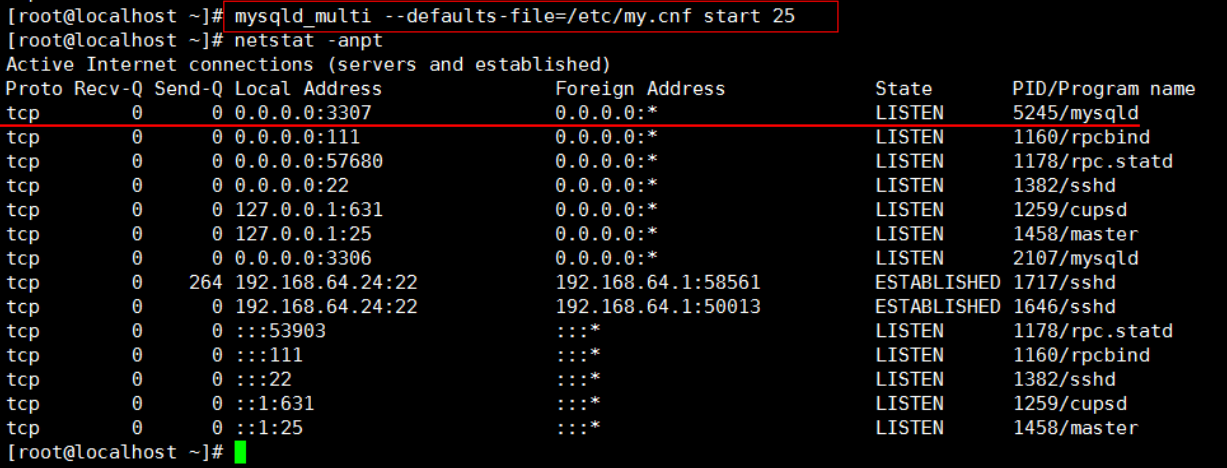 [root@localhost ~]# mysqld_multi --defaults-file=/etc/my.cnf start 25
[root@localhost ~]# netstat -anpt
Active Internet connections (servers and established)
Proto Recv-Q Send-Q Local Address               Foreign Address             State       PID/Program name
tcp        0      0 0.0.0.0:3307                0.0.0.0:*                   LISTEN      5245/mysqld
tcp        0      0 0.0.0.0:111                 0.0.0.0:*                   LISTEN      1160/rpcbind
tcp        0      0 0.0.0.0:57680               0.0.0.0:*                   LISTEN      1178/rpc.statd
tcp        0      0 0.0.0.0:22                  0.0.0.0:*                   LISTEN      1382/sshd
tcp        0      0 127.0.0.1:631               0.0.0.0:*                   LISTEN      1259/cupsd
tcp        0      0 127.0.0.1:25                0.0.0.0:*                   LISTEN      1458/master
tcp        0      0 0.0.0.0:3306                0.0.0.0:*                   LISTEN      2107/mysqld
tcp        0    264 192.168.64.24:22            192.168.64.1:58561          ESTABLISHED 1717/sshd
tcp        0      0 192.168.64.24:22            192.168.64.1:50013          ESTABLISHED 1646/sshd
tcp        0      0 :::53903                    :::*                        LISTEN      1178/rpc.statd
tcp        0      0 :::111                      :::*                        LISTEN      1160/rpcbind
tcp        0      0 :::22                       :::*                        LISTEN      1382/sshd
tcp        0      0 ::1:631                     :::*                        LISTEN      1259/cupsd
tcp        0      0 ::1:25                      :::*                        LISTEN      1458/master
[root@localhost ~]#